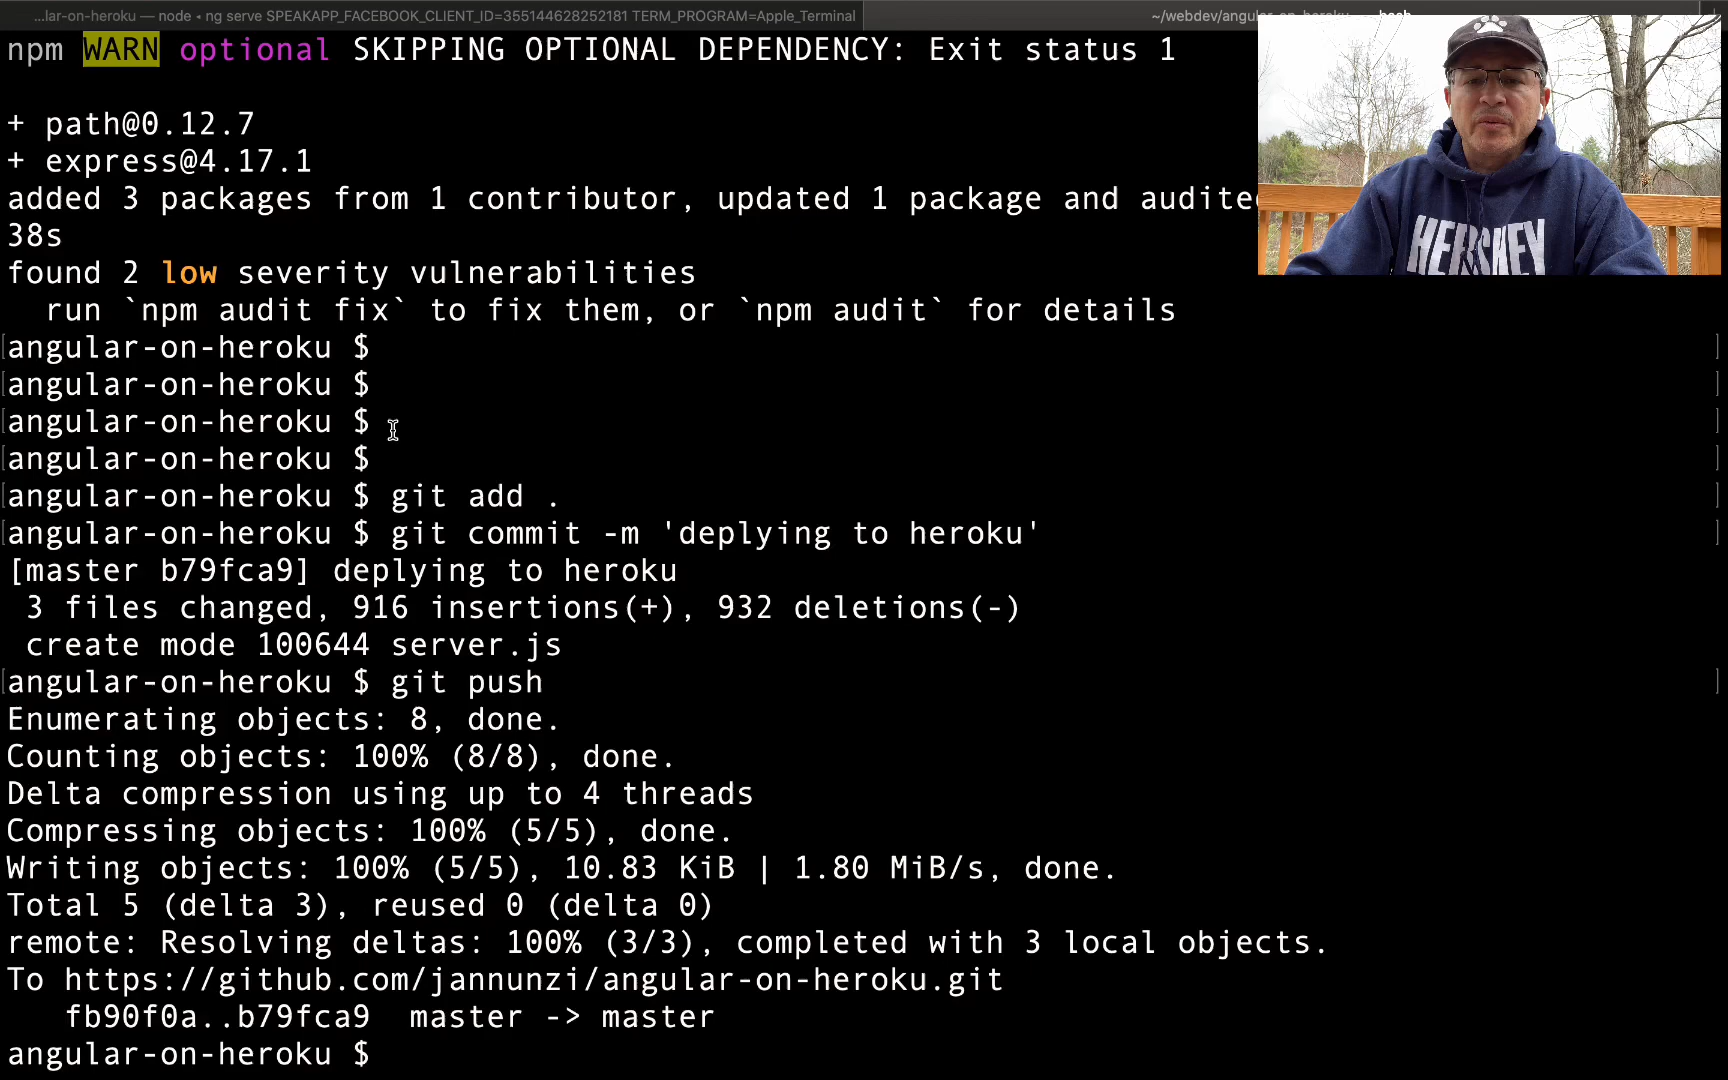 ...lar-on-heroku — node • ng serve SPEAKAPP_FACEBOOK_CLIENT_ID=355144628252181 TERM_PROGRAM=Apple_Terminal
~/webdev/angular-on-heroku — -bash
npm WARN optional SKIPPING OPTIONAL DEPENDENCY: Exit status 1
+ path@0.12.7
+ express@4.17.1
added 3 packages from 1 contributor, updated 1 package and audited
38s
found 2 low severity vulnerabilities
run `npm audit fix` to fix them, or `npm audit` for details
[angular-on-heroku $ ]
[angular-on-heroku $ ]
[angular-on-heroku $ ]
[angular-on-heroku $ ]
[angular-on-heroku $ git add . ]
[angular-on-heroku $ git commit -m 'deplying to heroku' ]
[master b79fca9] deplying to heroku
3 files changed, 916 insertions(+), 932 deletions(-)
create mode 100644 server.js
[angular-on-heroku $ git push ]
Enumerating objects: 8, done.
Counting objects: 100% (8/8), done.
Delta compression using up to 4 threads
Compressing objects: 100% (5/5), done.
Writing objects: 100% (5/5), 10.83 KiB | 1.80 MiB/s, done.
Total 5 (delta 3), reused 0 (delta 0)
remote: Resolving deltas: 100% (3/3), completed with 3 local objects.
To https://github.com/jannunzi/angular-on-heroku.git
fb90f0a..b79fca9 master -> master
angular-on-heroku $
HERSHEY